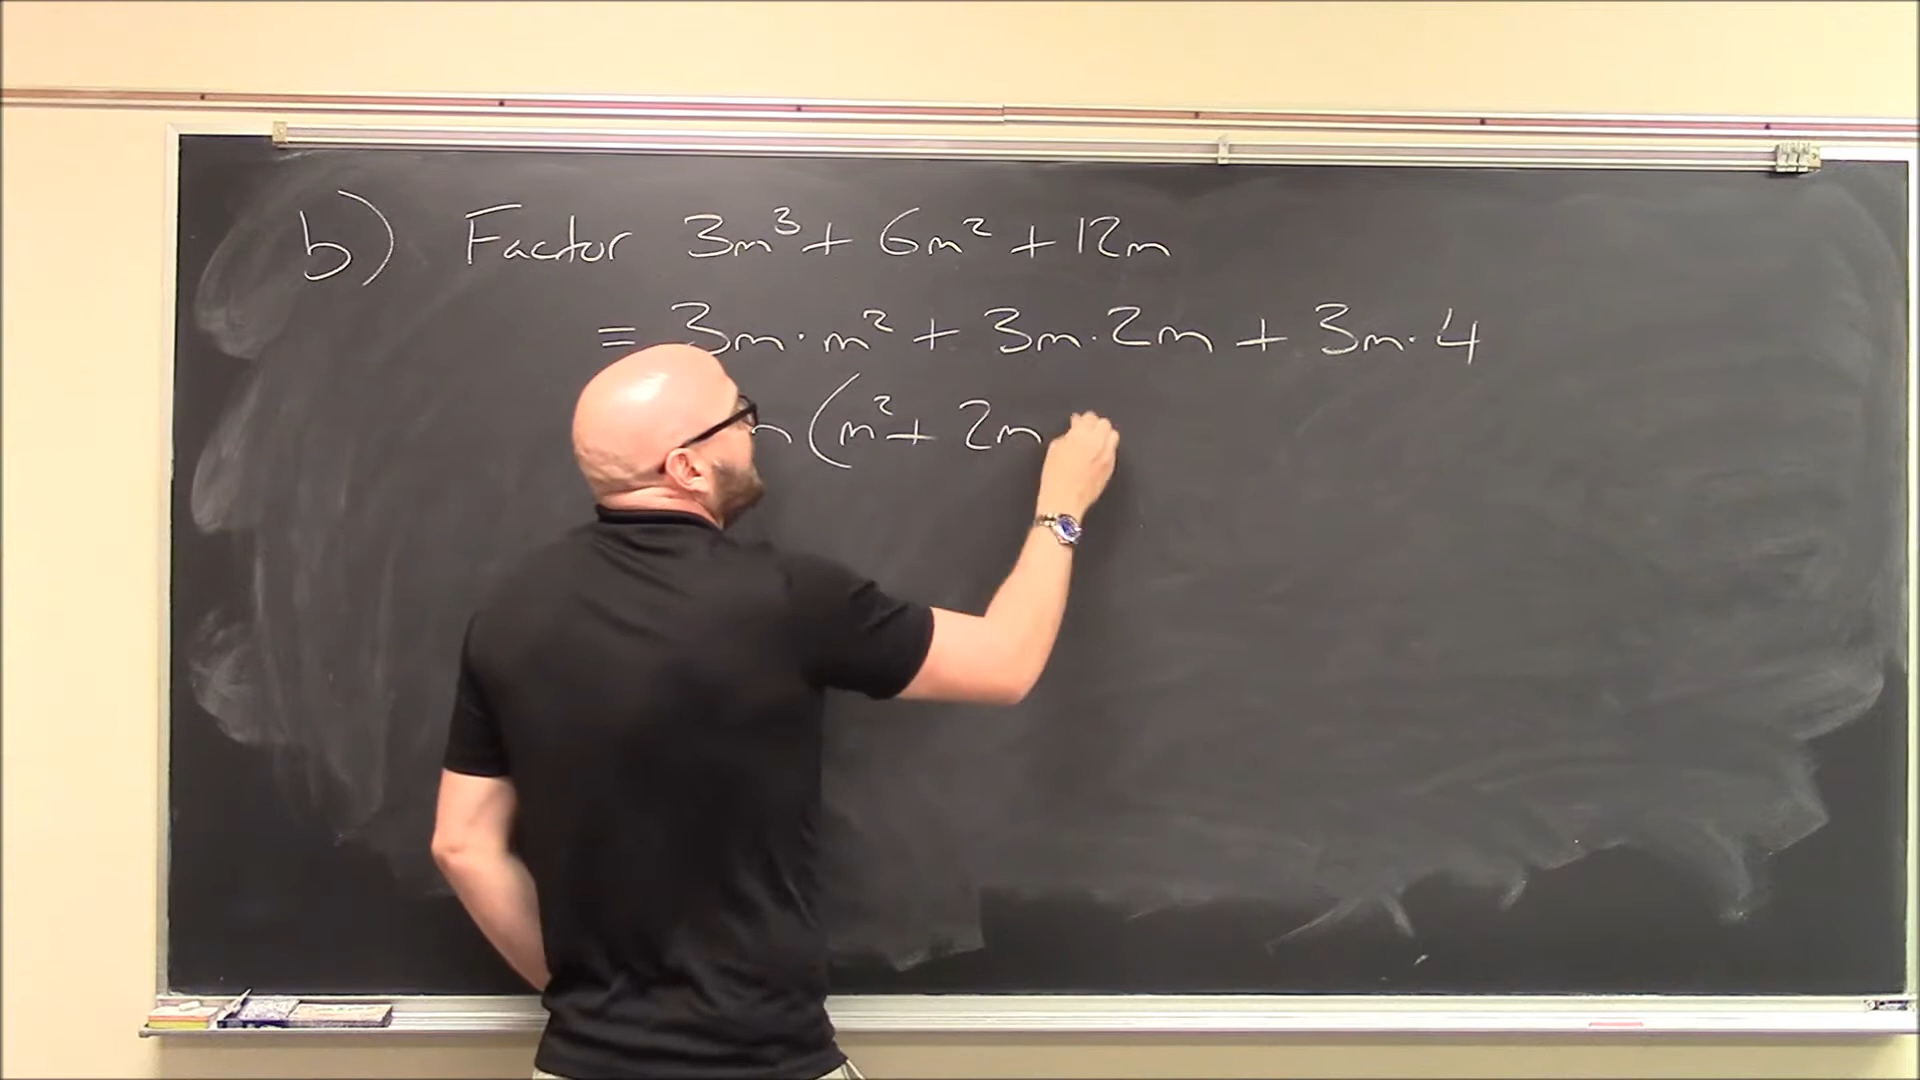 b) Factor 3m³ + 6m² + 12m
= 3m·m² + 3m·2m + 3m·4
m (m² + 2m